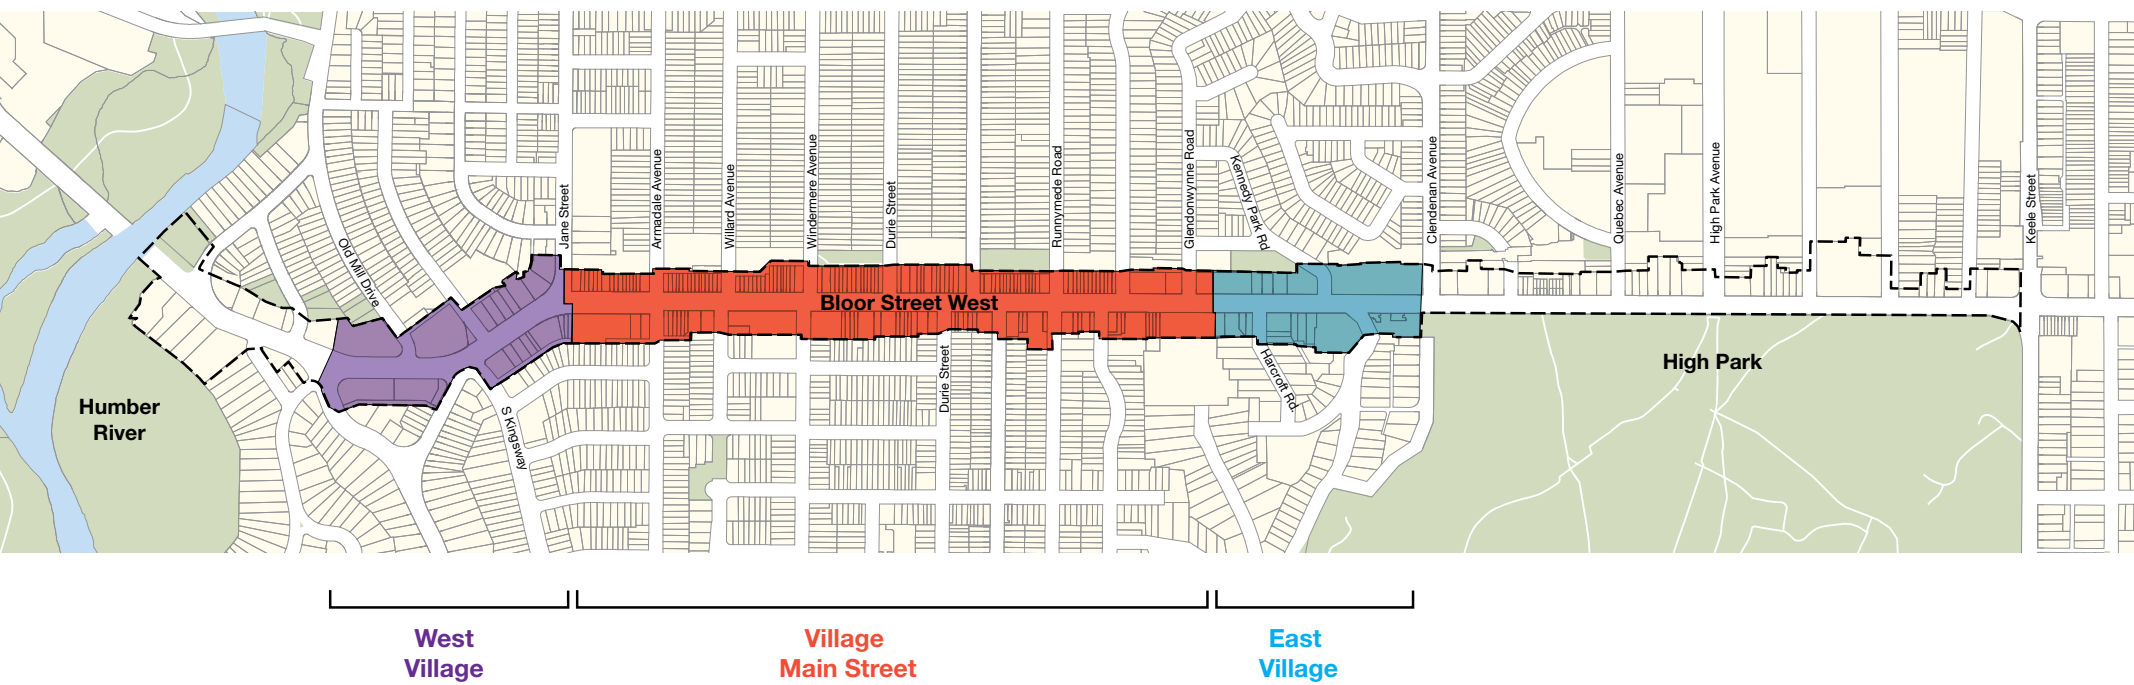 Old Mill Drive
Jane Street
Armadale Avenue
Willard Avenue
Windermere Avenue
Durie Street
Runnymede Road
Glendonwynne Road
Kennedy Park Rd
Clendenan Avenue
Quebec Avenue
High Park Avenue
Keele Street
Bloor Street West
High Park
Humber
River
S Kingsway
Durie Street
Harcroft Rd.
West
Village
Village
Main Street
East
Village